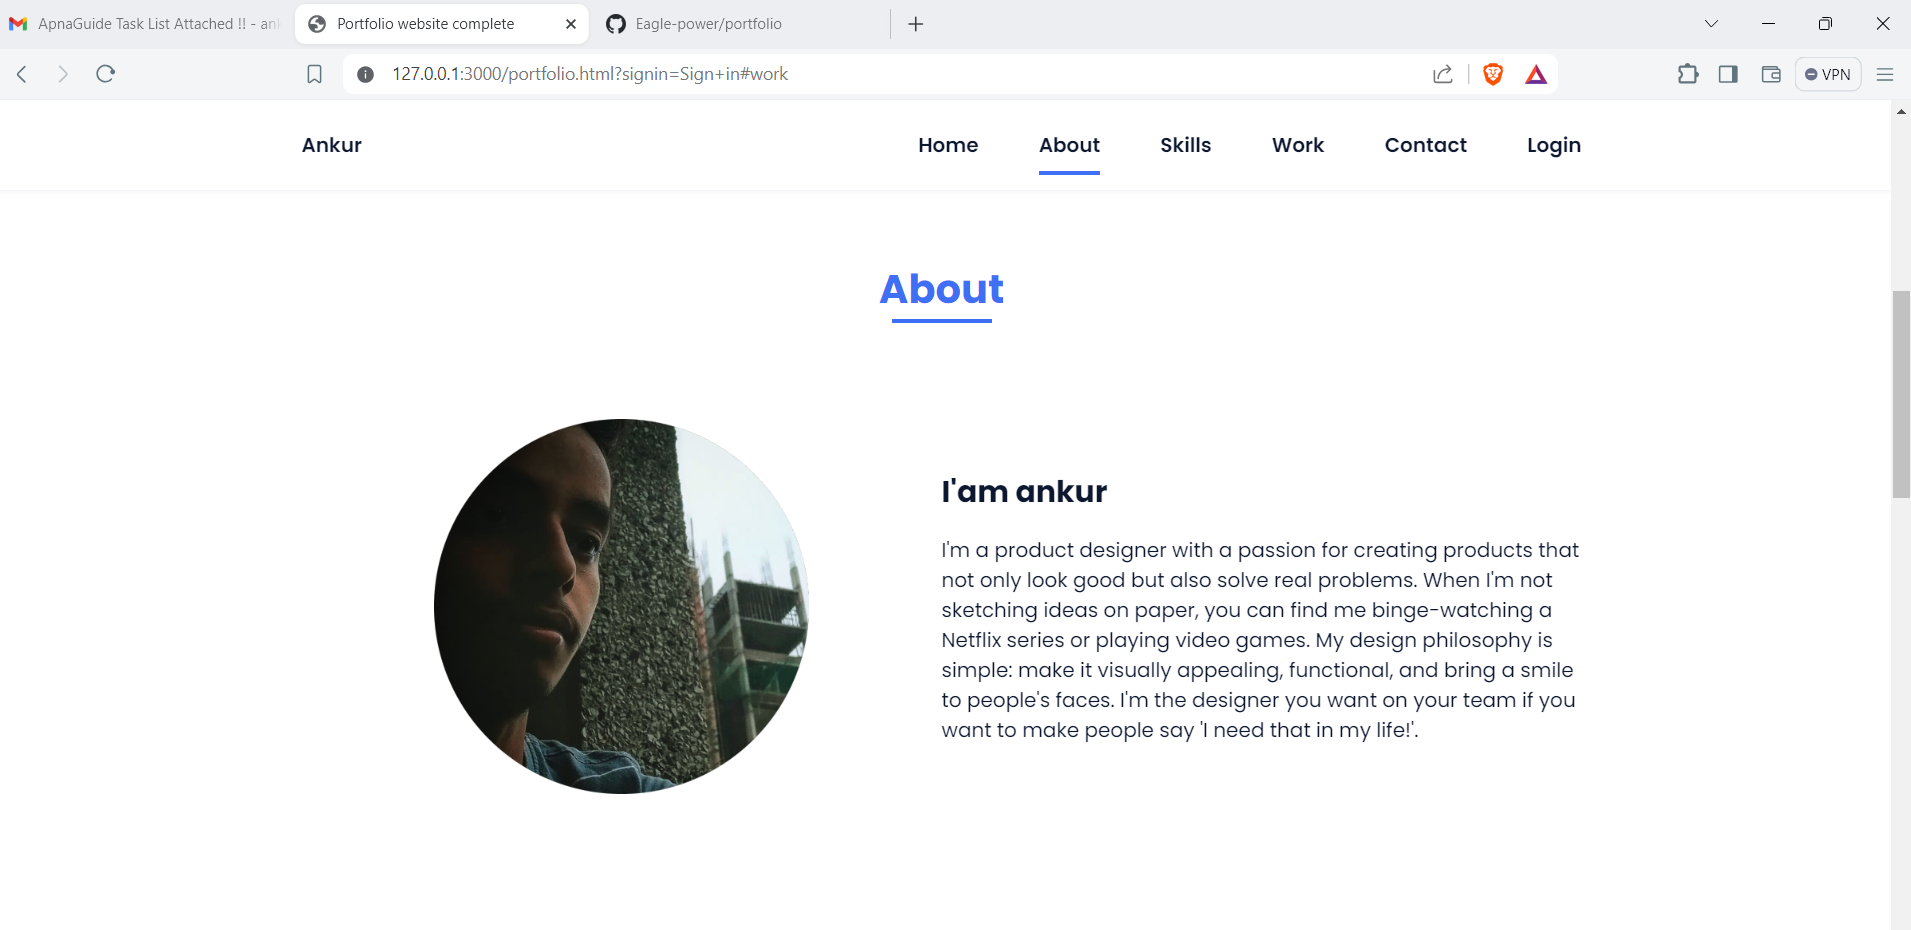 ApnaGuide Task List Attached !! - an
Portfolio website complete
Eagle-power/portfolio
127.0.0.1:3000/portfolio.html?signin=Sign+in#work
VPN
Ankur
Home
About
Skills
Work
Contact
Login
About
I'am ankur
I'm a product designer with a passion for creating products that
not only look good but also solve real problems. When I'm not
sketching ideas on paper, you can find me binge-watching a
Netflix series or playing video games. My design philosophy is
simple: make it visually appealing, functional, and bring a smile
to people's faces. I'm the designer you want on your team if you
want to make people say 'I need that in my life!'.